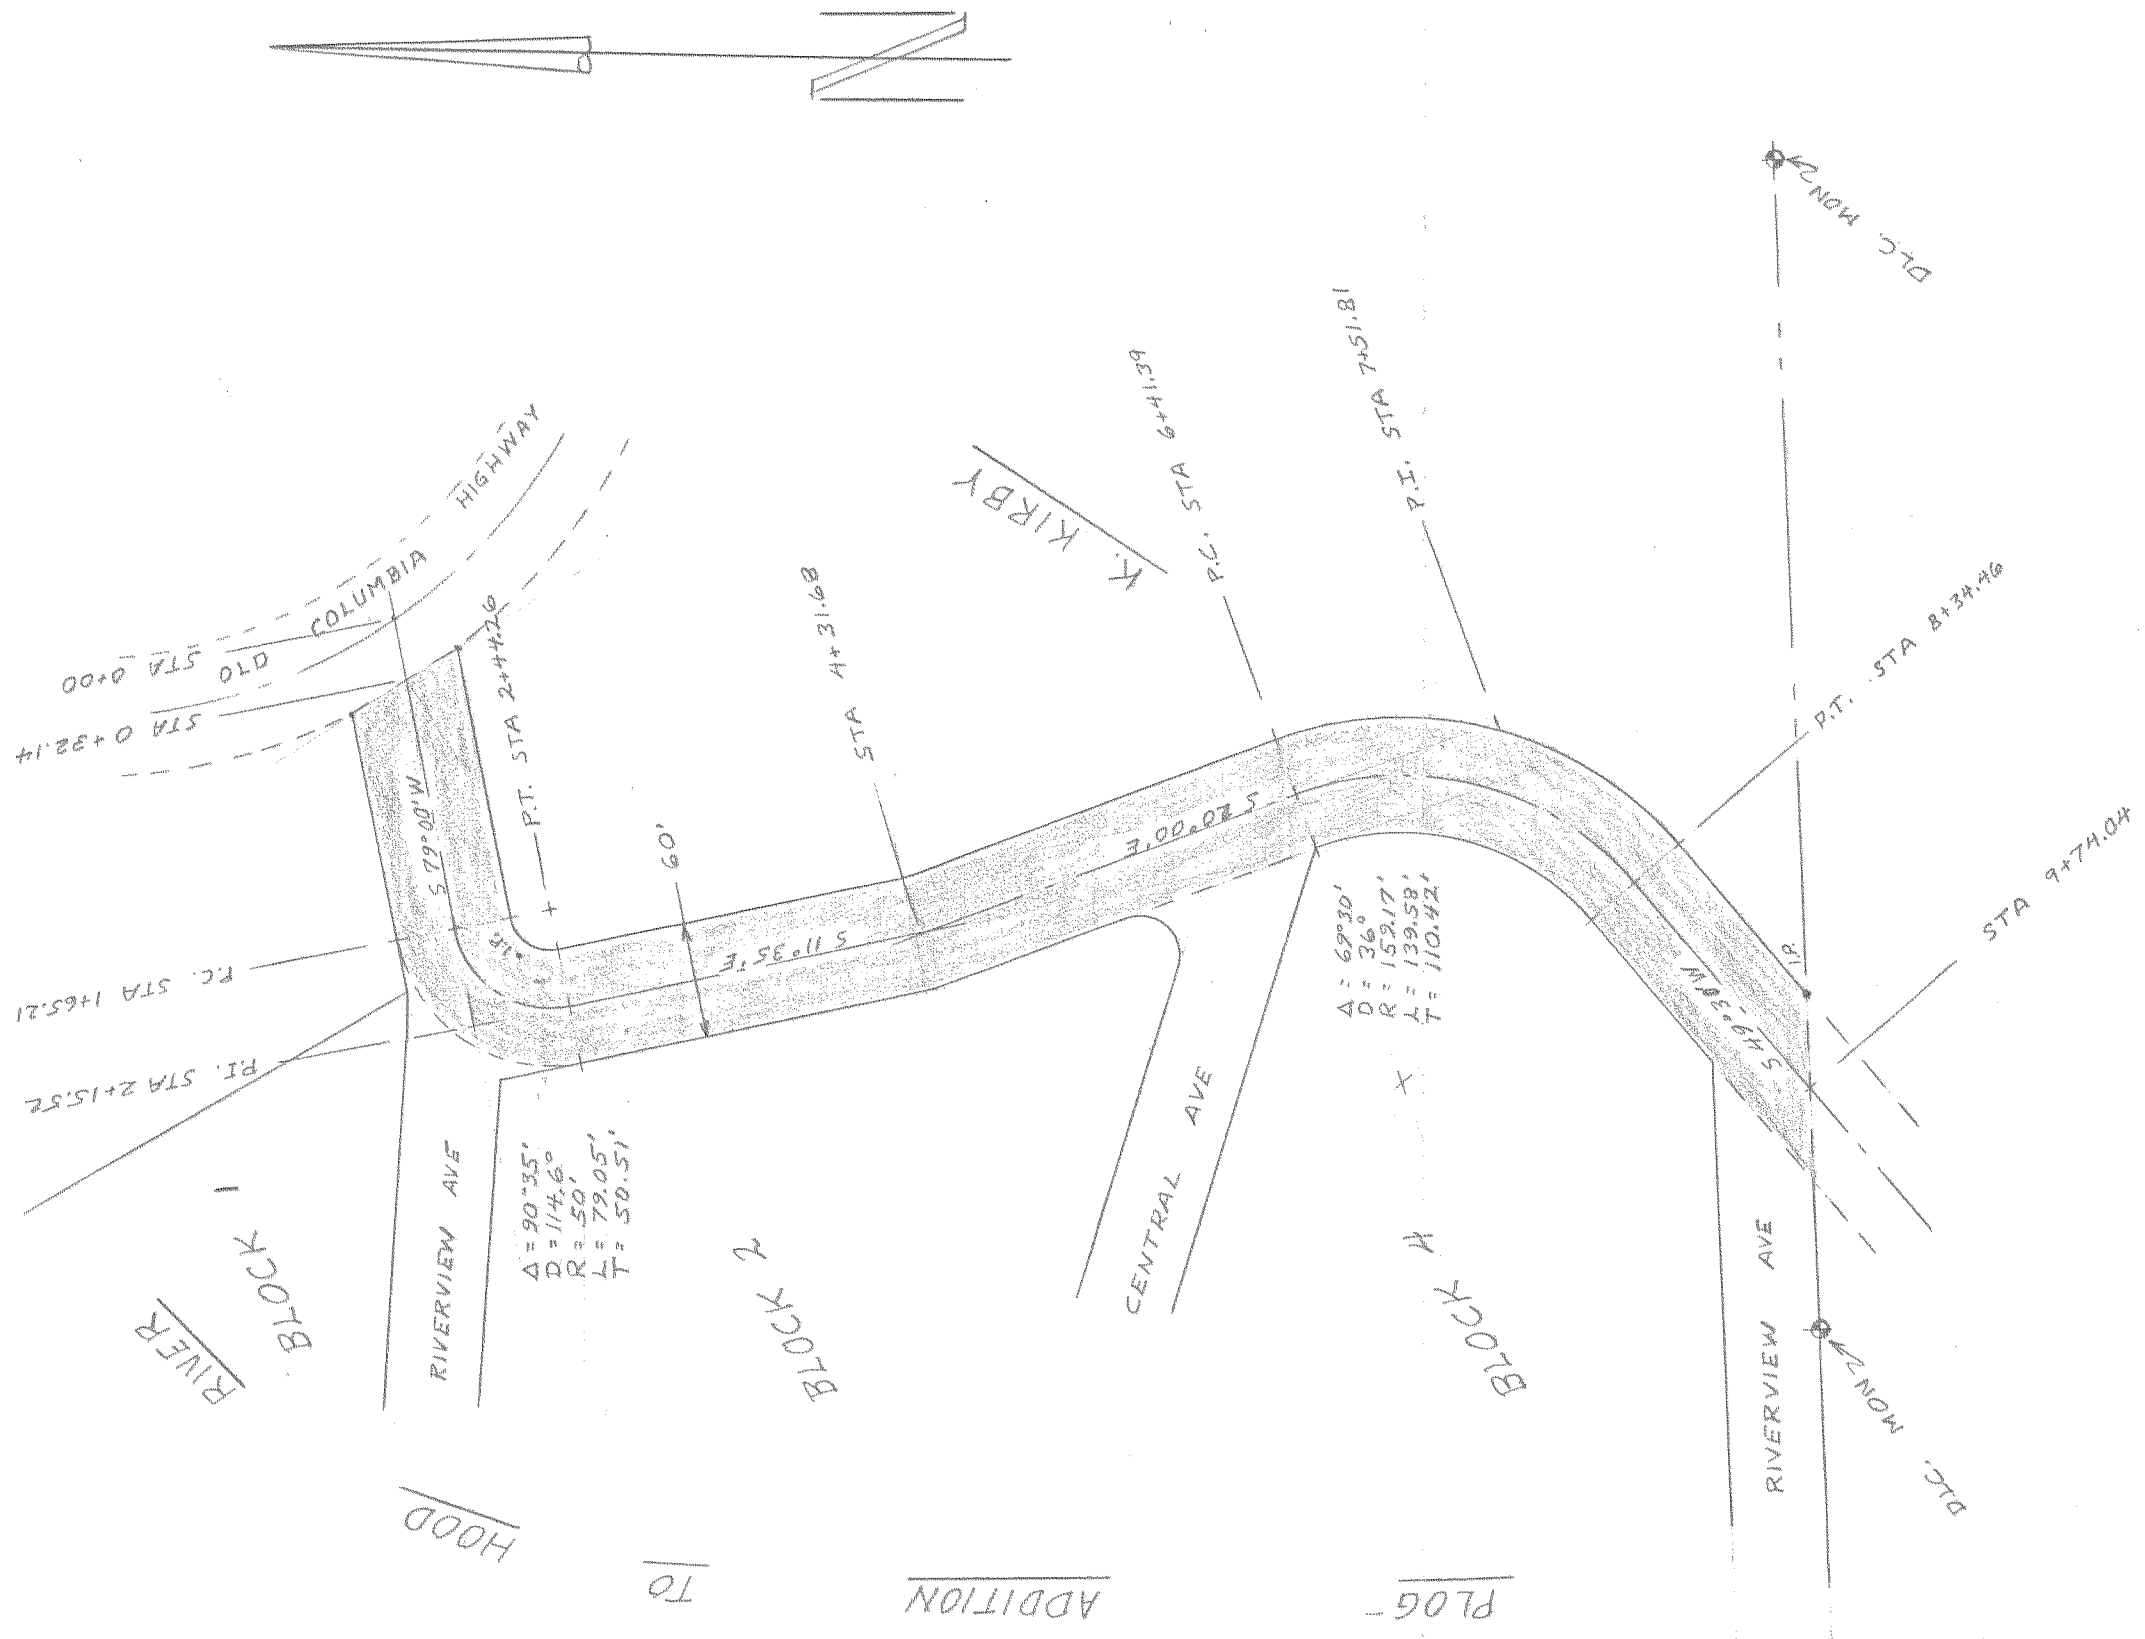 N
COLUMBIA
HIGHWAY
OLD
STA 0+00
STA 0+32.14
S 79°00'W
P.T. STA 2+44.26
P.C. STA 1+65.21
P.I. STA 2+15.52
I.P.
60'
S 11°35'E
STA 4+31.68
S 20°00'E
K. KIRBY
P.C. STA 6+41.39
P.I. STA 7+51.81
P.T. STA 8+34.46
STA 9+74.04
S 49°30'W
I.P.
D.L.C. MON
D.L.C. MON
Δ = 90°35'
D = 114.6°
R = 50'
L = 79.05'
T = 50.51'
Δ = 69°30'
D = 36°
R = 159.17'
L = 139.58'
T = 110.42'
RIVERVIEW AVE
CENTRAL AVE
RIVERVIEW AVE
BLOCK 1
BLOCK 2
BLOCK 4
PLOG
ADDITION
TO
HOOD
RIVER